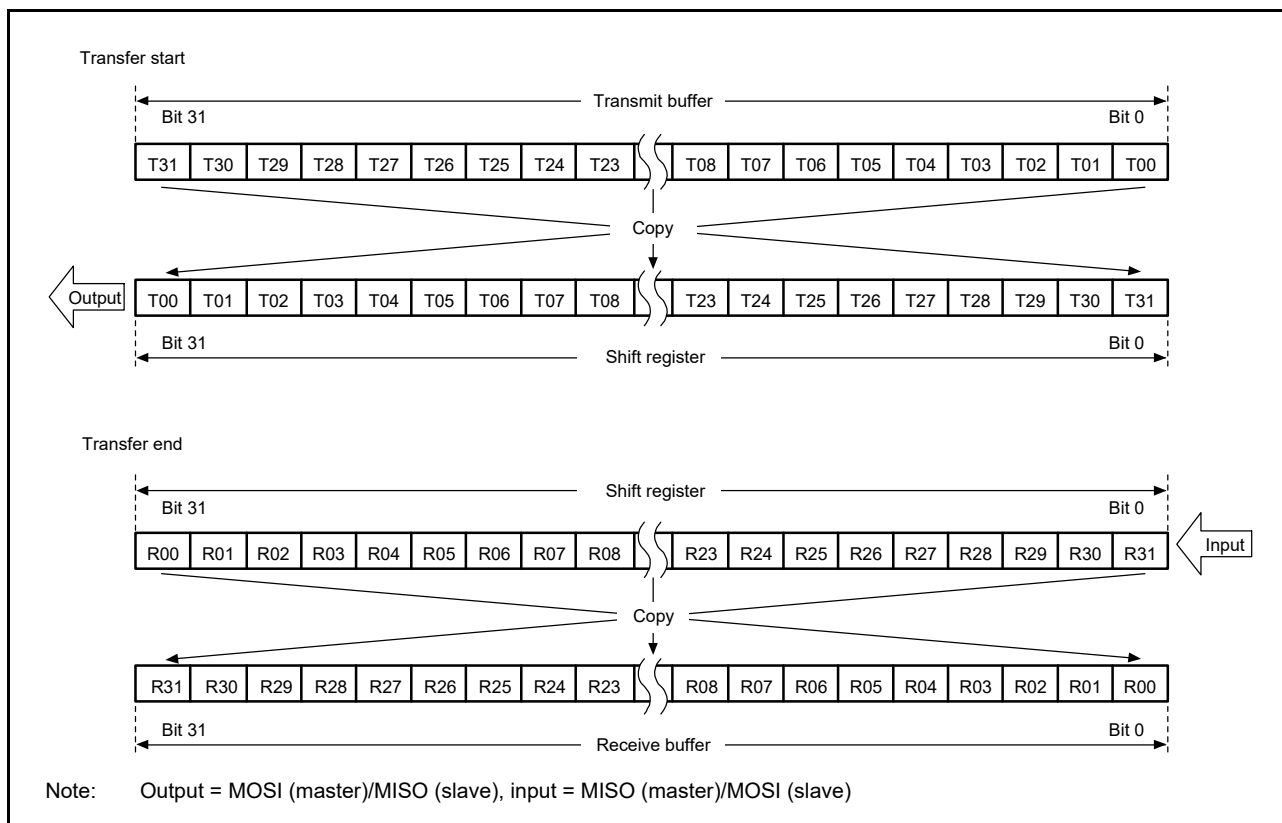 Transfer start
Transmit buffer
Bit 31 Bit 0
T31 T30 T29 T28 T27 T26 T25 T24 T23 T08 T07 T06 T05 T04 T03 T02 T01 T00
Copy
Output T00 T01 T02 T03 T04 T05 T06 T07 T08 T23 T24 T25 T26 T27 T28 T29 T30 T31
Bit 31 Bit 0
Shift register
Transfer end
Shift register
Bit 31 Bit 0
R00 R01 R02 R03 R04 R05 R06 R07 R08 R23 R24 R25 R26 R27 R28 R29 R30 R31 Input
Copy
R31 R30 R29 R28 R27 R26 R25 R24 R23 R08 R07 R06 R05 R04 R03 R02 R01 R00
Bit 31 Bit 0
Receive buffer
Note: Output = MOSI (master)/MISO (slave), input = MISO (master)/MOSI (slave)